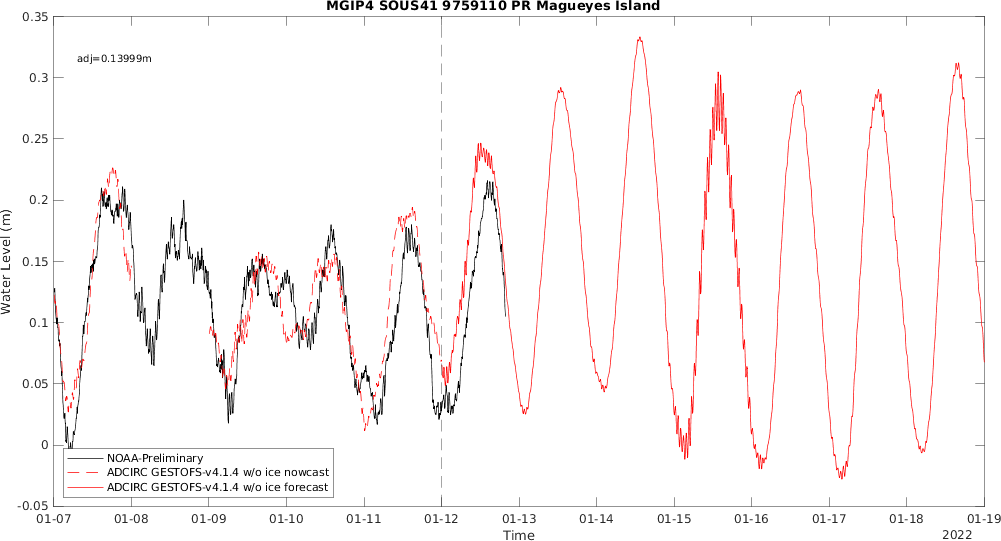 MGIP4 SOUS41 9759110 PR Magueyes Island
adj=0.13999m
Water Level (m)
0.35
0.3
0.25
0.2
0.15
0.1
0.05
0
-0.05
NOAA-Preliminary
ADCIRC GESTOFS-v4.1.4 w/o ice nowcast
ADCIRC GESTOFS-v4.1.4 w/o ice forecast
01-07 01-08 01-09 01-10 01-11 01-12 01-13 01-14 01-15 01-16 01-17 01-18 01-19
Time
2022